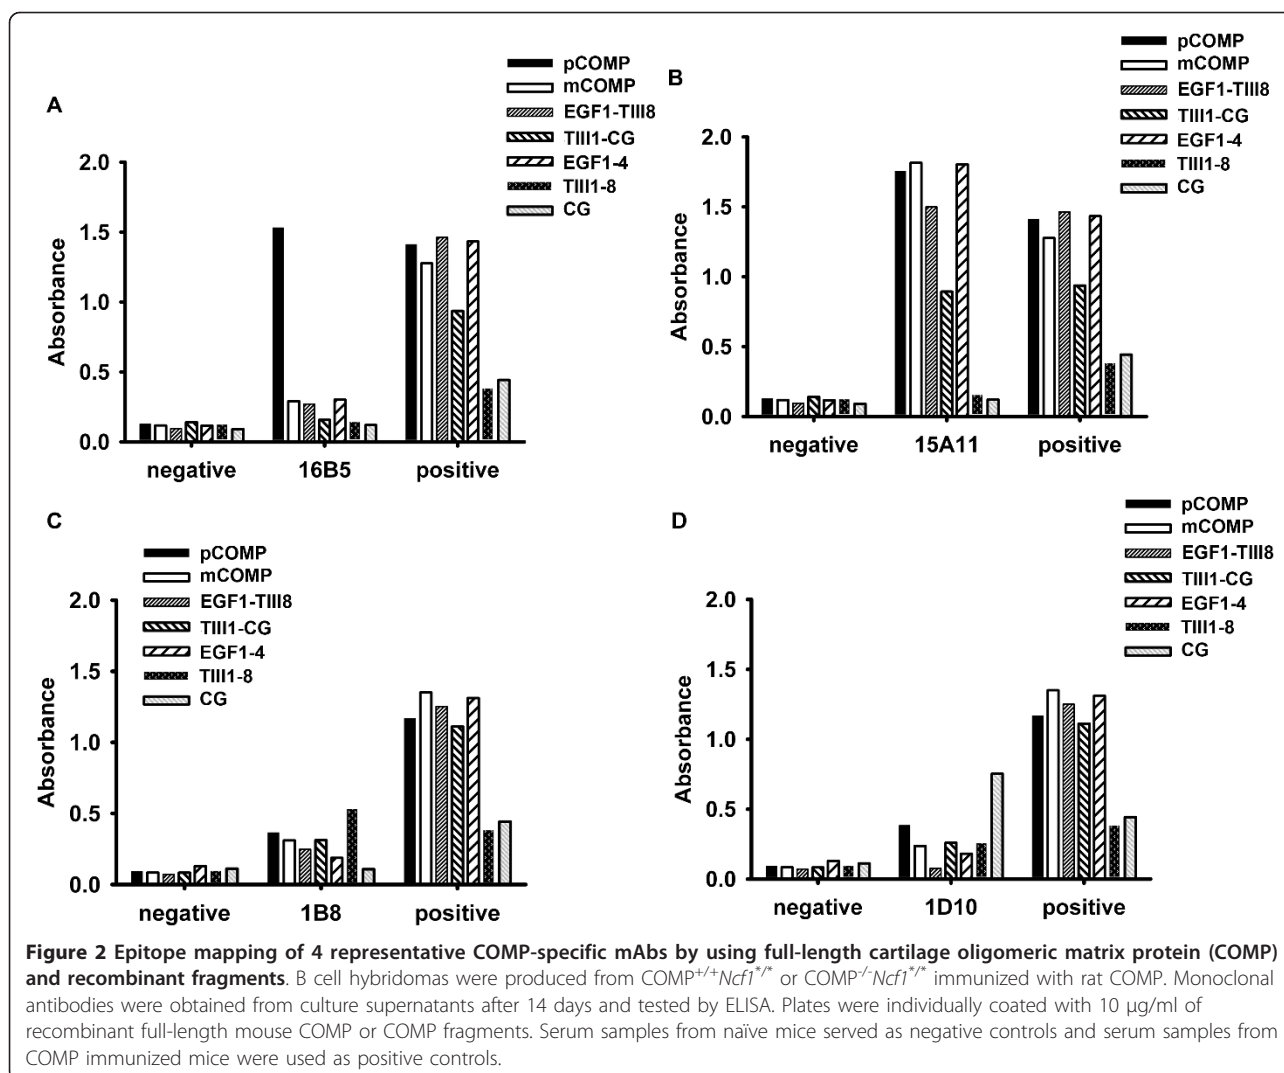 A
pCOMP
mCOMP
EGF1-TIII8
TIII1-CG
EGF1-4
TIII1-8
CG
2.0
1.5
1.0
0.5
0.0
Absorbance
negative 16B5 positive
B
pCOMP
mCOMP
EGF1-TIII8
TIII1-CG
EGF1-4
TIII1-8
CG
2.0
1.5
1.0
0.5
0.0
Absorbance
negative 15A11 positive
C
pCOMP
mCOMP
EGF1-TIII8
TIII1-CG
EGF1-4
TIII1-8
CG
2.0
1.5
1.0
0.5
0.0
Absorbance
negative 1B8 positive
D
pCOMP
mCOMP
EGF1-TIII8
TIII1-CG
EGF1-4
TIII1-8
CG
2.0
1.5
1.0
0.5
0.0
Absorbance
negative 1D10 positive
Figure 2 Epitope mapping of 4 representative COMP-specific mAbs by using full-length cartilage oligomeric matrix protein (COMP)
and recombinant fragments. B cell hybridomas were produced from COMP+/+Ncf1*/* or COMP-/-Ncf1*/* immunized with rat COMP. Monoclonal
antibodies were obtained from culture supernatants after 14 days and tested by ELISA. Plates were individually coated with 10 μg/ml of
recombinant full-length mouse COMP or COMP fragments. Serum samples from naïve mice served as negative controls and serum samples from
COMP immunized mice were used as positive controls.